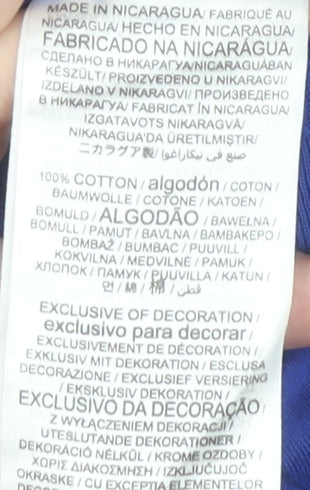 MADE IN NICARAGUA/ FABRIQUÉ AU
NICARAGUA/ HECHO EN NICARAGUA/
FABRICADO NA NICARÁGUA/
СДЕЛАНО В НИКАРАГУА/NICARAGUÁBAN
KÉSZÜLT/ PROIZVEDENO U NIKARAGVI/
IZDELANO V NIKARAGVI/ ПРОИЗВЕДЕНО
В НИКАРАГУА/ FABRICAT ÎN NICARAGUA/
IZGATAVOTS NIKARAGVĀ/
NIKARAGUA'DA ÜRETILMIŞTIR/
ニカラグア製/ صنع في نيكاراغوا/
100% COTTON / algodón / COTON /
BAUMWOLLE / COTONE / KATOEN /
BOMULD / ALGODÃO / BAWEŁNA /
BOMULL / PAMUT / BAVLNA / BAMBAKEPO /
BOMBAŽ / BUMBAC / PUUVILL /
KOKVILNA / MEDVILNĖ / PAMUK /
ХЛОПОК / ПАМУК / PUUVILLA / KATUN /
면 / 綿 / 棉 / قطن /
EXCLUSIVE OF DECORATION /
exclusivo para decorar /
EXCLUSIVEMENT DE DÉCORATION /
EXKLUSIV MIT DEKORATION / ESCLUSA
DECORAZIONE / EXCLUSIEF VERSIERING
/ EKSKLUSIV DEKORATION /
EXCLUSIVO DA DECORAÇÃO /
Z WYŁĄCZENIEM DEKORACJI /
UTESLUTANDE DEKORATIONER /
DEKORÁCIÓ NÉLKÜL / KROMĚ OZDOBY /
ΧΩΡΙΣ ΔΙΑΚΟΣΜΗΣΗ / IZKLJUČUJOČ
OKRASKE / CU EXCEPTIA ELEMENTELOR